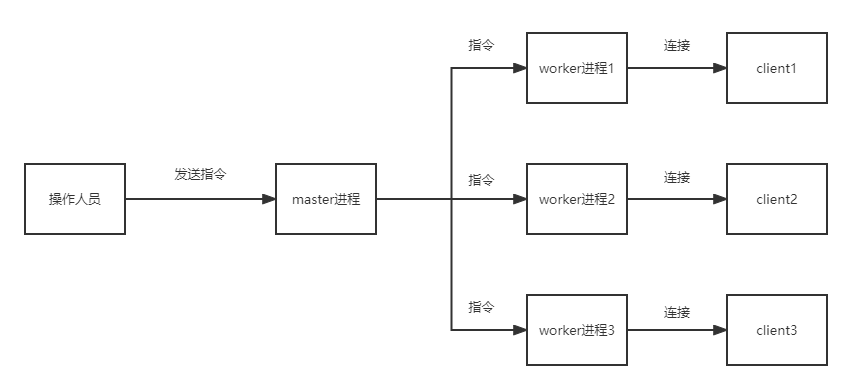 指令
连接
worker进程1
client1
发送指令
指令
连接
操作人员
master进程
worker进程2
client2
指令
连接
worker进程3
client3